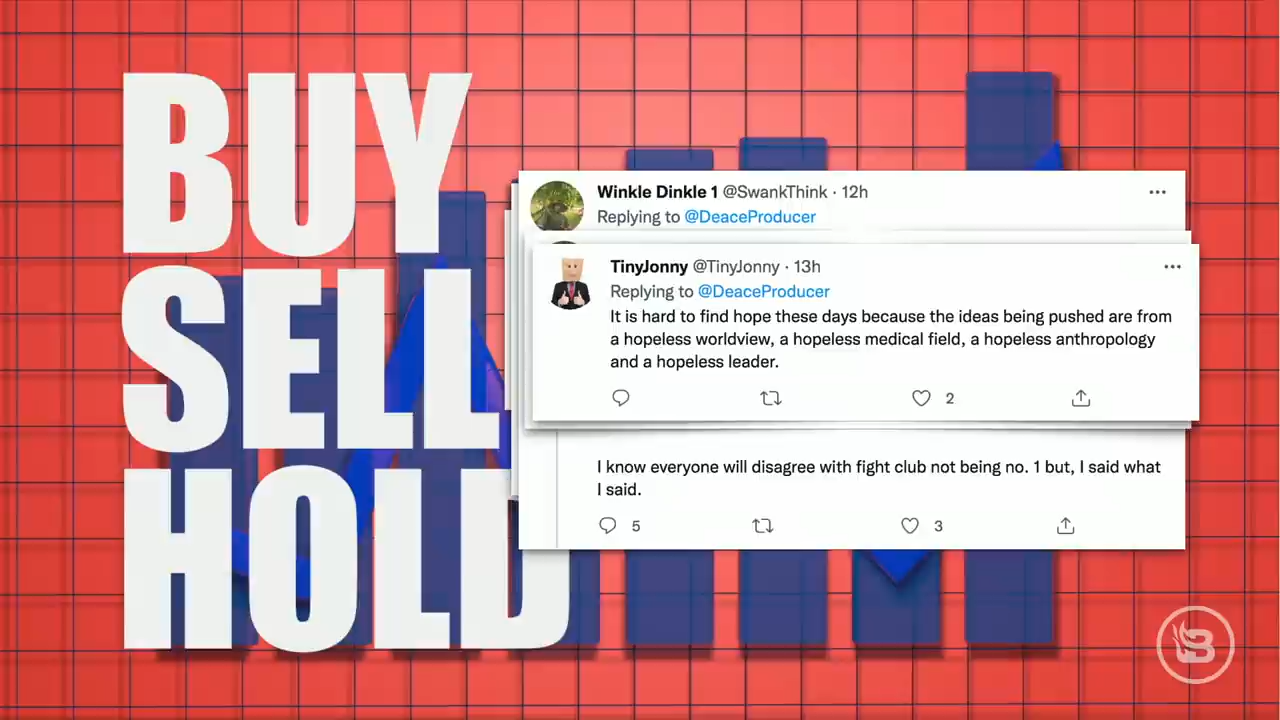 BUY
SELL
HOLD
Winkle Dinkle 1 @SwankThink · 12h
Replying to @DeaceProducer
TinyJonny @TinyJonny · 13h
Replying to @DeaceProducer
It is hard to find hope these days because the ideas being pushed are from
a hopeless worldview, a hopeless medical field, a hopeless anthropology
and a hopeless leader.
2
I know everyone will disagree with fight club not being no. 1 but, I said what
I said.
5 3
B